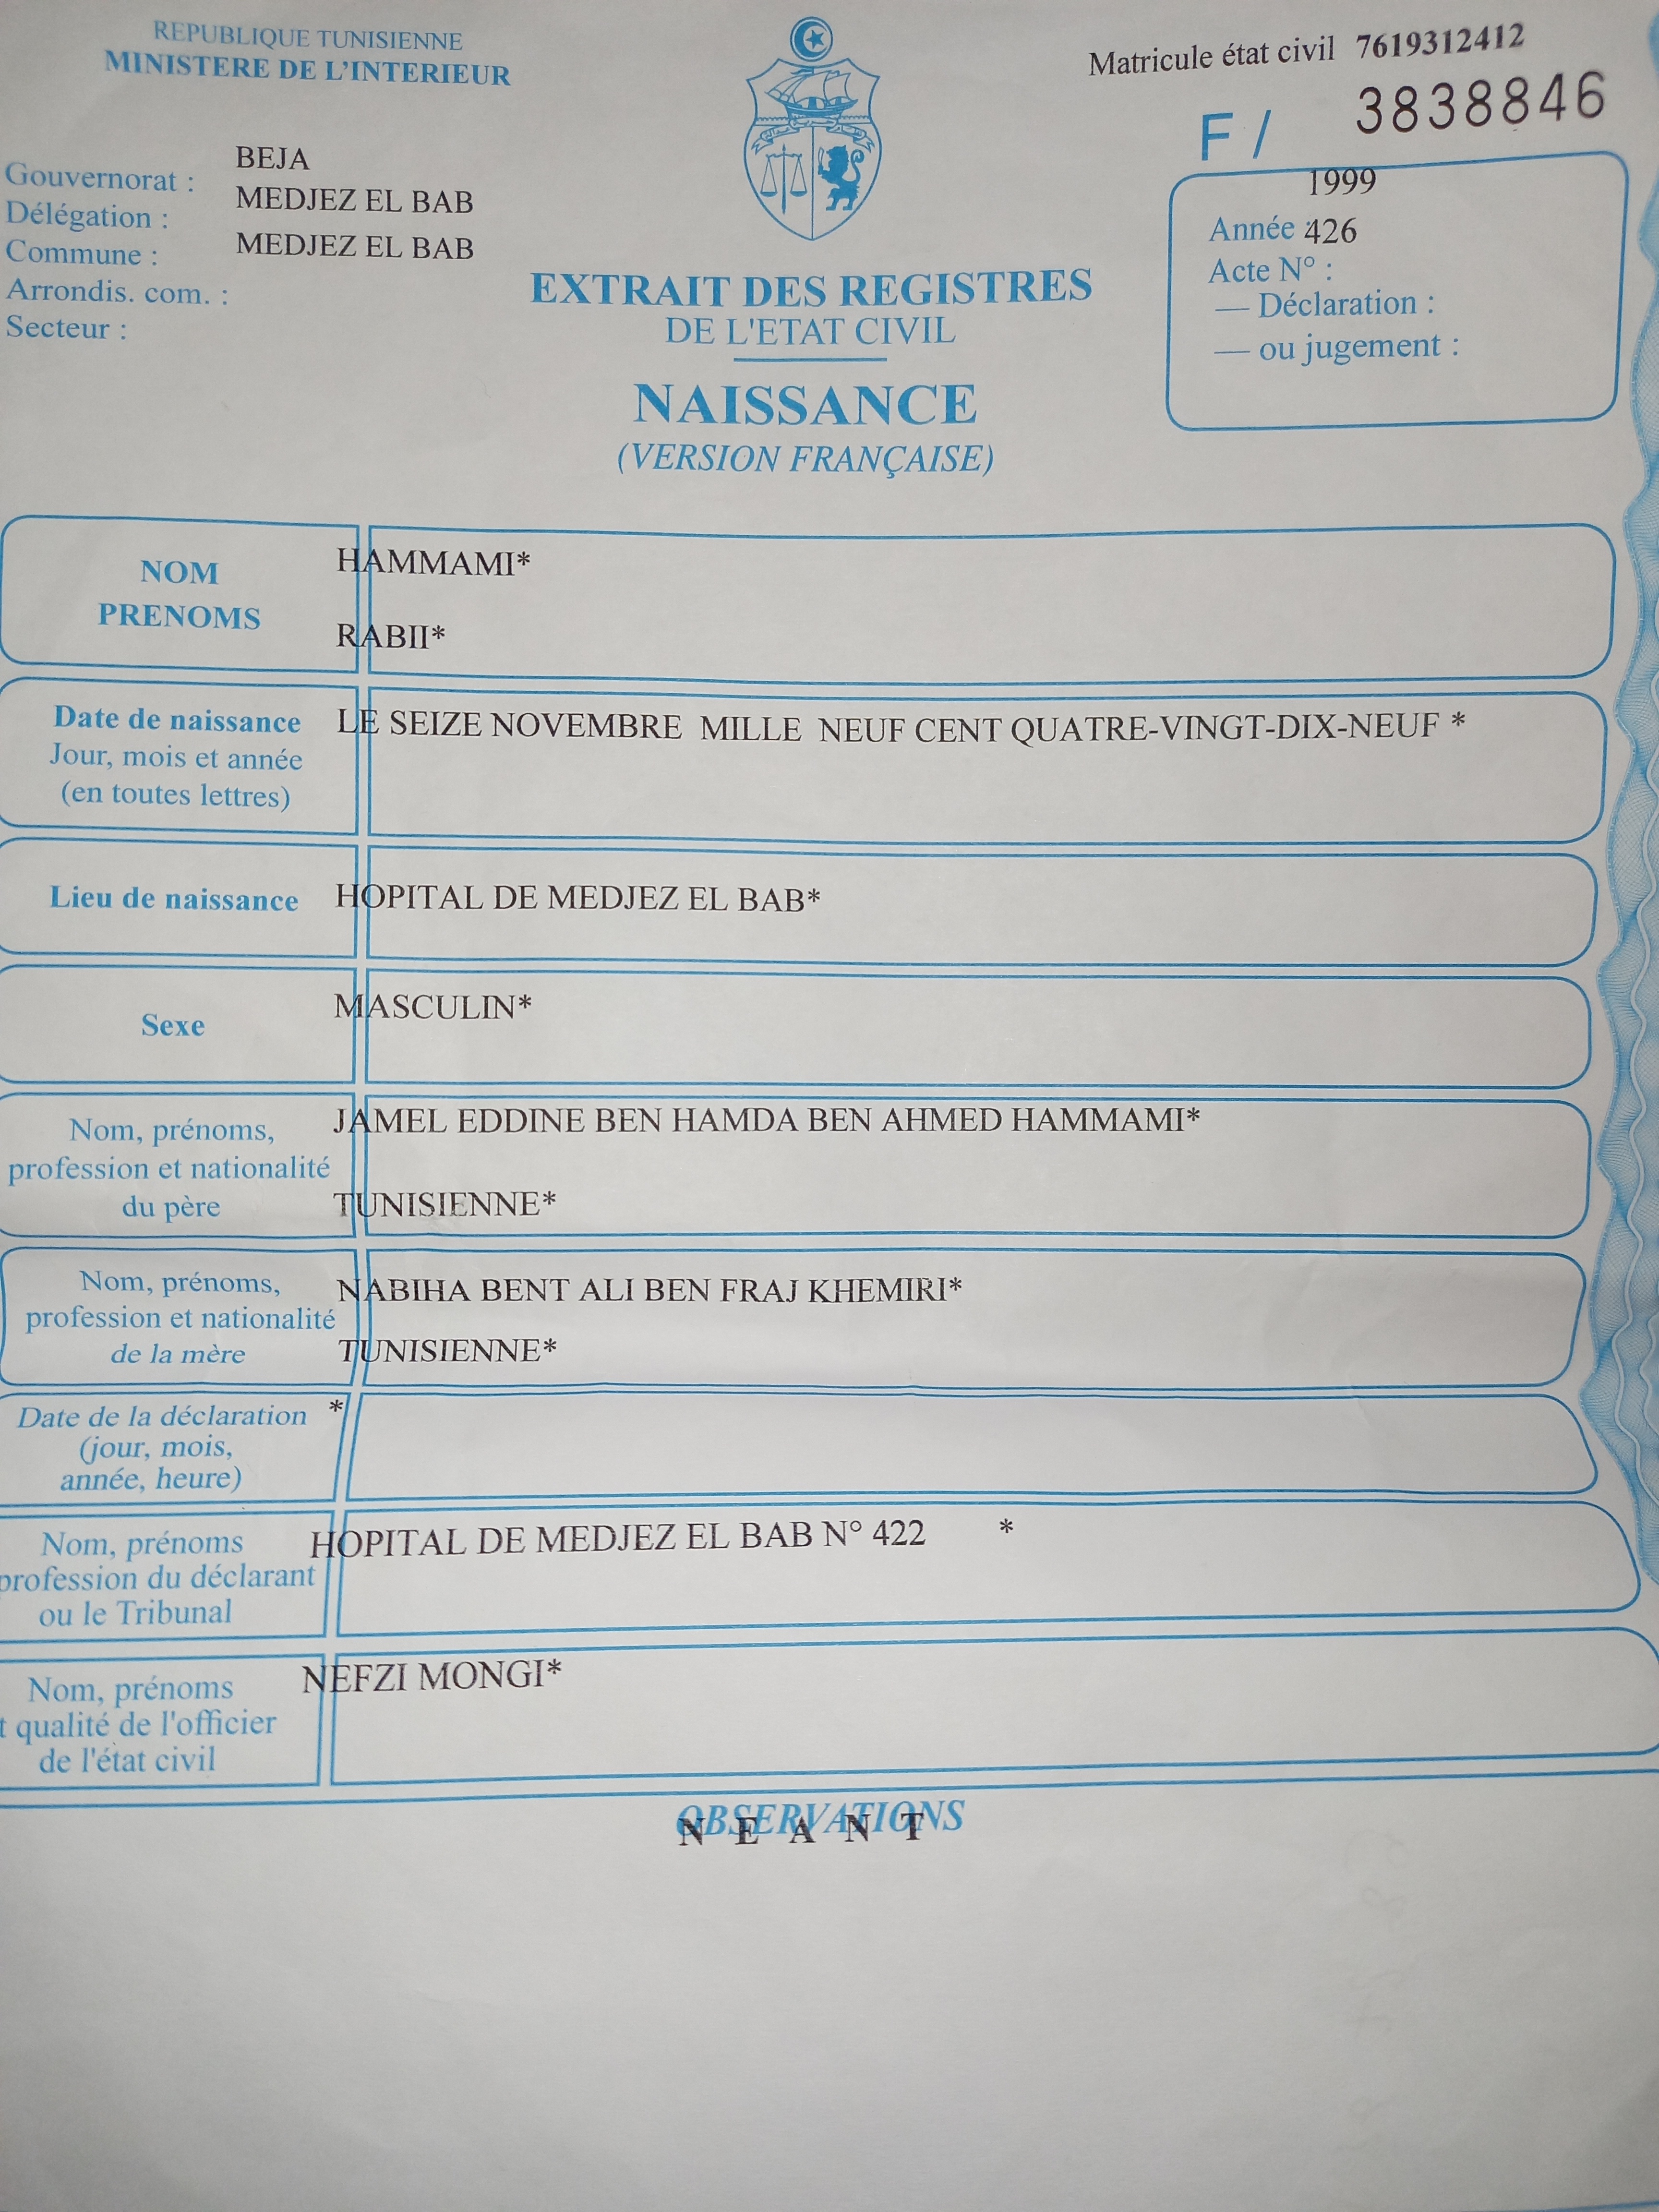 REPUBLIQUE TUNISIENNE
MINISTERE DE L'INTERIEUR
Matricule état civil 7619312412
F / 3838846
Gouvernorat : BEJA
Délégation : MEDJEZ EL BAB
Commune : MEDJEZ EL BAB
Arrondis. com. :
Secteur :
1999
Année : 426
Acte N° :
— Déclaration :
— ou jugement :
EXTRAIT DES REGISTRES
DE L'ETAT CIVIL
NAISSANCE
(VERSION FRANÇAISE)
NOM HAMMAMI*
PRENOMS RABII*
Date de naissance LE SEIZE NOVEMBRE MILLE NEUF CENT QUATRE-VINGT-DIX-NEUF *
Jour, mois et année
(en toutes lettres)
Lieu de naissance HOPITAL DE MEDJEZ EL BAB*
Sexe MASCULIN*
Nom, prénoms, JAMEL EDDINE BEN HAMDA BEN AHMED HAMMAMI*
profession et nationalité
du père TUNISIENNE*
Nom, prénoms, NABIHA BENT ALI BEN FRAJ KHEMIRI*
profession et nationalité
de la mère TUNISIENNE*
Date de la déclaration *
(jour, mois,
année, heure)
Nom, prénoms HOPITAL DE MEDJEZ EL BAB N° 422 *
profession du déclarant
ou le Tribunal
Nom, prénoms NEFZI MONGI*
t qualité de l'officier
de l'état civil
OBSERVATIONS
N E A N T